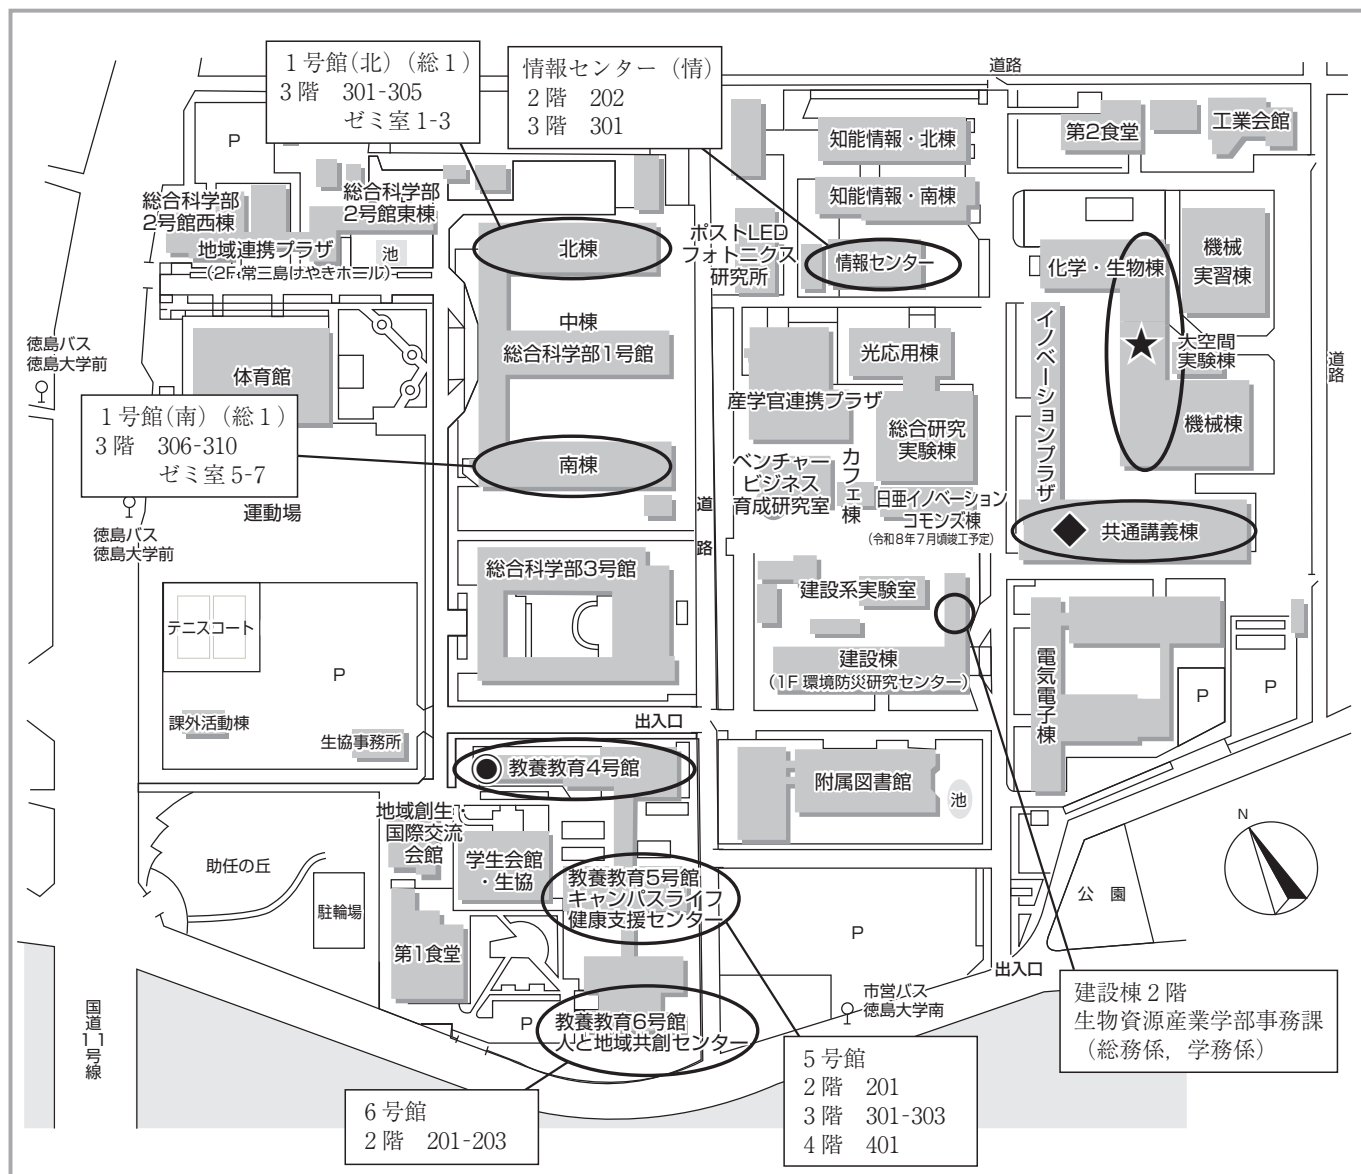 1号館(北)(総1)
3階 301-305
ゼミ室1-3
情報センター(情)
2階 202
3階 301
道路
P
総合科学部
2号館西棟
総合科学部
2号館東棟
地域連携プラザ
(2F 常三島けやきホール)
池
北棟
中棟
総合科学部1号館
知能情報・北棟
知能情報・南棟
ポストLED
フォトニクス
研究所
情報センター
第2食堂
工業会館
化学・生物棟
機械
実習棟
★
大空間
実験棟
機械棟
イノベーションプラザ
道路
徳島バス
徳島大学前
体育館
1号館(南)(総1)
3階 306-310
ゼミ室5-7
南棟
運動場
徳島バス
徳島大学前
光応用棟
産学官連携プラザ
総合研究
実験棟
ベンチャー
ビジネス
育成研究室
カフェ棟
日亜イノベーション
コモンズ棟
(令和8年7月頃竣工予定)
道路
◆
共通講義棟
総合科学部3号館
建設系実験室
建設棟
(1F 環境防災研究センター)
電気電子棟
P
P
テニスコート
P
課外活動棟
生協事務所
出入口
教養教育4号館
附属図書館
池
地域創生・
国際交流
会館
学生会館
・生協
助任の丘
駐輪場
第1食堂
教養教育5号館
キャンパスライフ
健康支援センター
P
教養教育6号館
人と地域共創センター
P
公園
N
出入口
市営バス
徳島大学南
国道11号線
建設棟2階
生物資源産業学部事務課
(総務係,学務係)
5号館
2階 201
3階 301-303
4階 401
6号館
2階 201-203